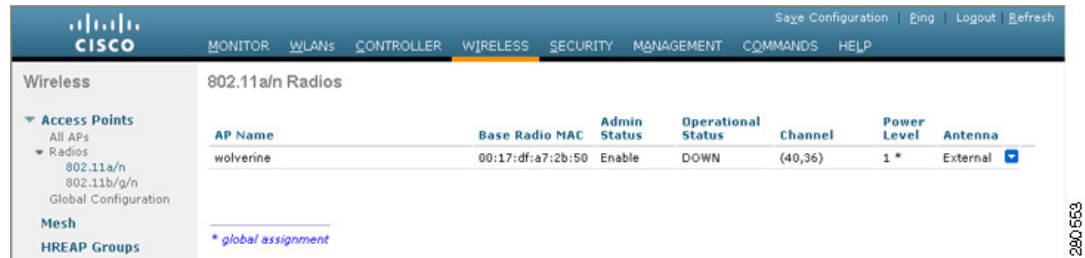 Save Configuration | Ping | Logout | Refresh
CISCO
MONITOR WLANs CONTROLLER WIRELESS SECURITY MANAGEMENT COMMANDS HELP
Wireless
802.11a/n Radios
Access Points
All APs
Radios
802.11a/n
802.11b/g/n
Global Configuration
Mesh
HREAP Groups
AP Name Base Radio MAC Admin Status Operational Status Channel Power Level Antenna
wolverine 00:17:df:a7:2b:50 Enable DOWN (40,36) 1 * External
* global assignment
280553